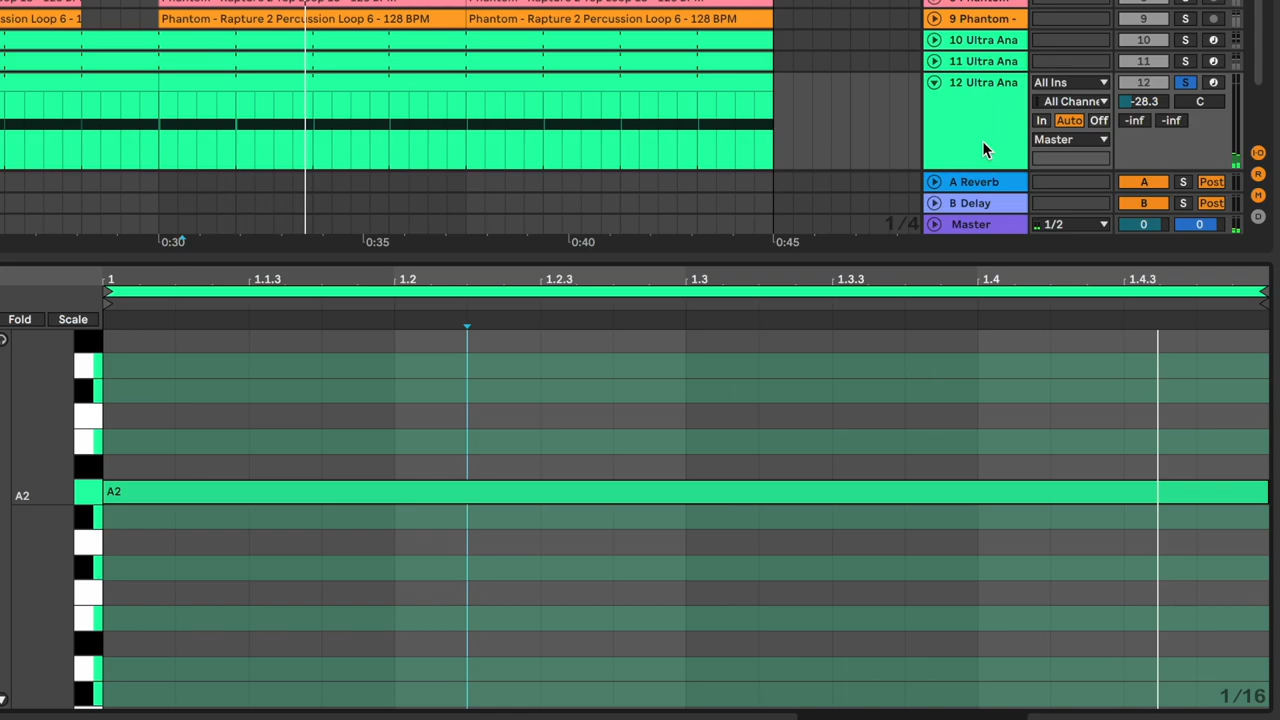 ssion Loop 6 - 1 Phantom - Rapture 2 Percussion Loop 6 - 128 BPM Phantom - Rapture 2 Percussion Loop 6 - 128 BPM 9 Phantom - 9 S
10 Ultra Ana 10 S
11 Ultra Ana 11 S
12 Ultra Ana All Ins 12 S
All Channe -28.3 C
In Auto Off -inf -inf
Master
A Reverb A S Post
B Delay B S Post
1/4 Master 1/2 0 0
I·O
R
M
D
0:30 0:35 0:40 0:45
1 1.1.3 1.2 1.2.3 1.3 1.3.3 1.4 1.4.3
Fold Scale
A2 A2
1/16